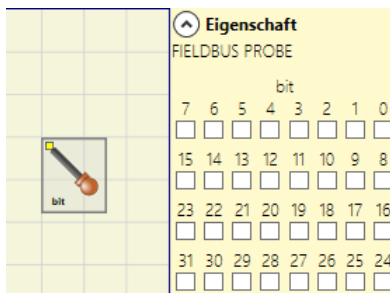 Eigenschaft
FIELDBUS PROBE
bit
7 6 5 4 3 2 1 0
15 14 13 12 11 10 9 8
23 22 21 20 19 18 17 16
31 30 29 28 27 26 25 24
bit